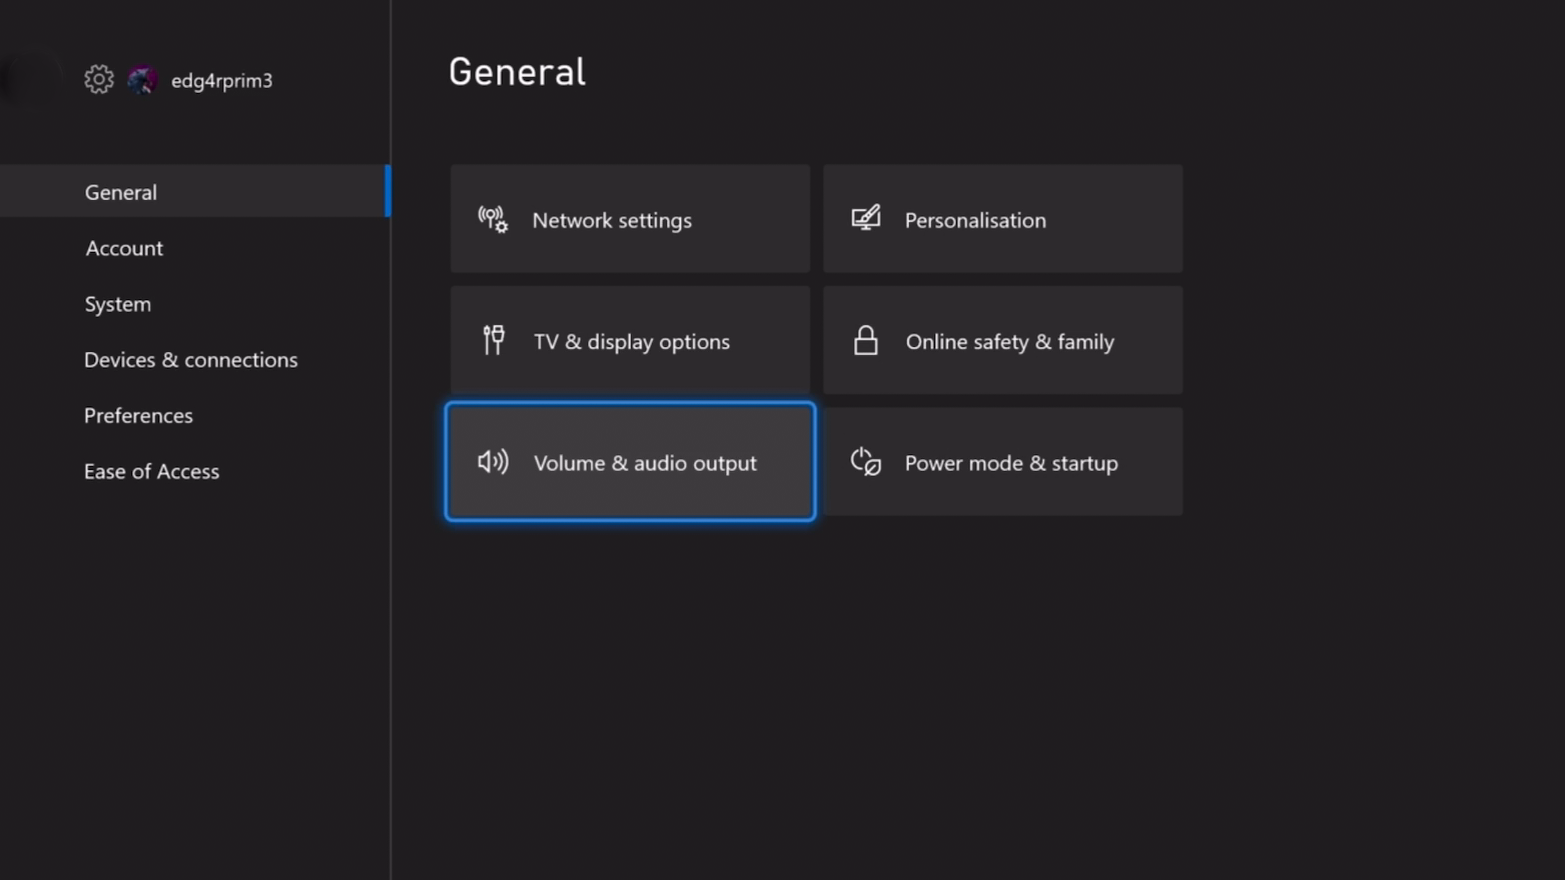 edg4rprim3
General
Account
System
Devices & connections
Preferences
Ease of Access
General
Network settings
Personalisation
TV & display options
Online safety & family
Volume & audio output
Power mode & startup